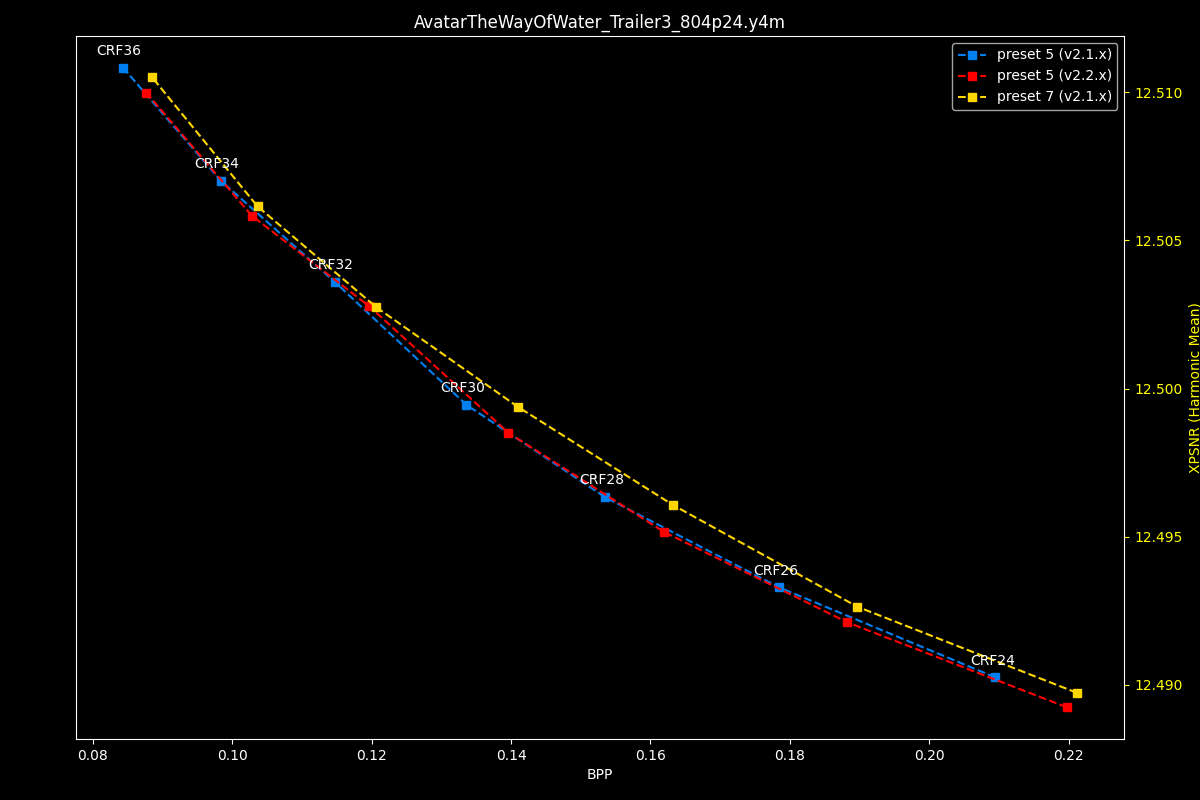 AvatarTheWayOfWater_Trailer3_804p24.y4m
preset 5 (v2.1.x)
preset 5 (v2.2.x)
preset 7 (v2.1.x)
CRF36
CRF34
CRF32
CRF30
CRF28
CRF26
CRF24
12.510
12.505
12.500
12.495
12.490
XPSNR (Harmonic Mean)
0.08 0.10 0.12 0.14 0.16 0.18 0.20 0.22
BPP